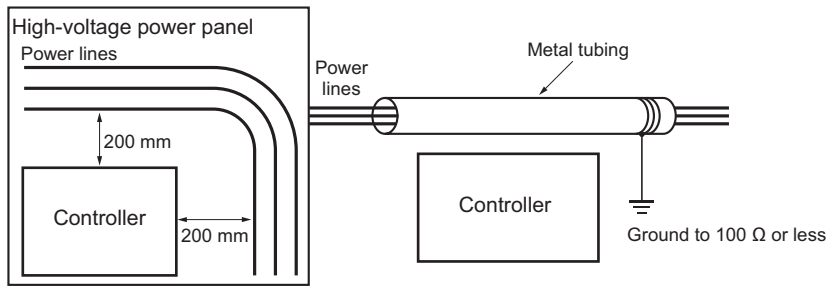 High-voltage power panel
Power lines
200 mm
Controller
200 mm
Power
lines
Metal tubing
Controller
Ground to 100 Ω or less